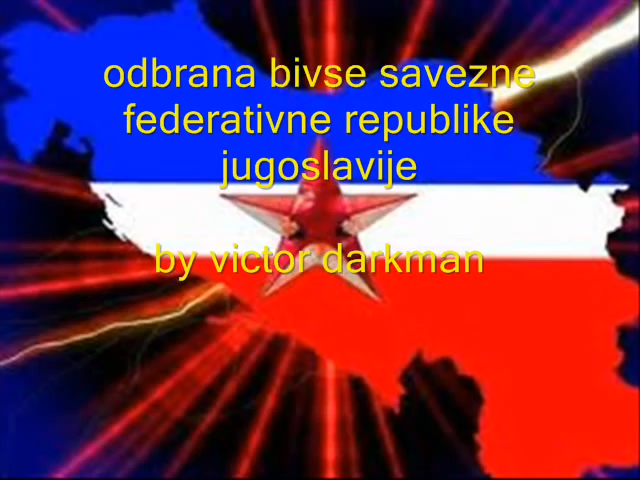 odbrana bivse savezne
federativne republike
jugoslavije
by victor darkman